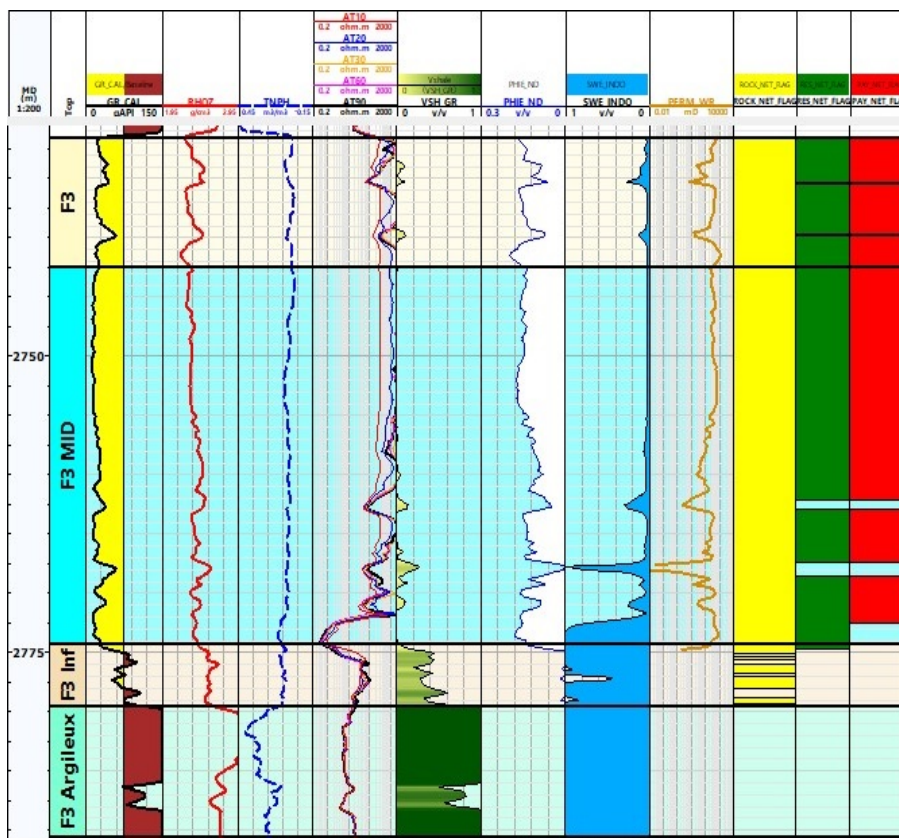 AT10
0.2 ohm.m 2000
AT20
0.2 ohm.m 2000
AT30
0.2 ohm.m 2000
AT60
0.2 ohm.m 2000
MD
(m)
1:200
Top
GR_CAL/Baseline
GR_CAL
0 gAPI 150
RHOZ
1.95 g/cm3 2.95
TNPH
0.45 m3/m3 -0.15
AT90
0.2 ohm.m 2000
Vshale
0 (VSH_GR) 1
VSH_GR
0 v/v 1
PHIE_ND
PHIE_ND
0.3 v/v 0
SWE_INDO
SWE_INDO
1 v/v 0
PERM_WR
0.01 mD 10000
ROCK_NET_FLAG
ROCK_NET_FLAG
RES_NET_FLAG
RES_NET_FLAG
PAY_NET_FLAG
PAY_NET_FLAG
F3
2750
F3 MID
2775
F3 Inf
F3 Argileux